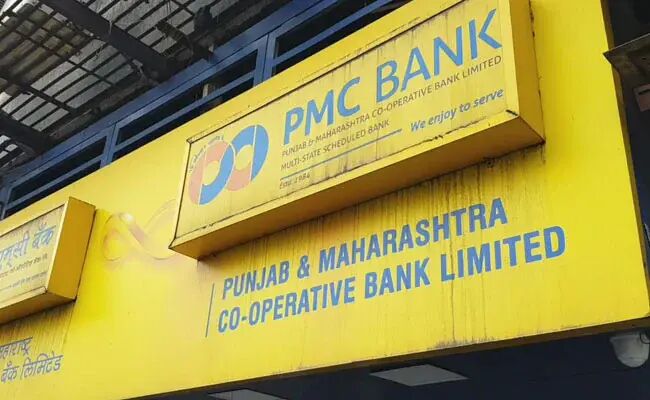 PMC BANK
PUNJAB & MAHARASHTRA CO-OPERATIVE BANK LIMITED
MULTI-STATE SCHEDULED BANK
Estd 1984
We enjoy to serve
PUNJAB & MAHARASHTRA
CO-OPERATIVE BANK LIMITED
बैंक
बैंक लिमिटेड